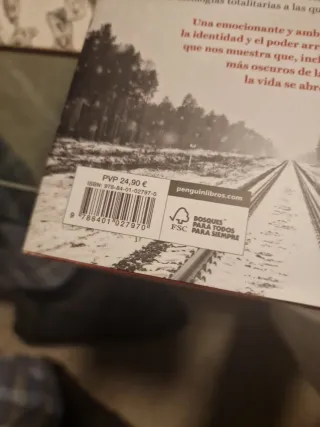 ologías totalitarias a las qu
Una emocionante y amb
la identidad y el poder arr
que nos muestra que, incl
más oscuros de la
la vida se abre
PVP 24,90 €
ISBN: 978-84-01-02797-0
9 788401 027970
penguinlibros.com
FSC
BOSQUES
PARA TODOS
PARA SIEMPRE